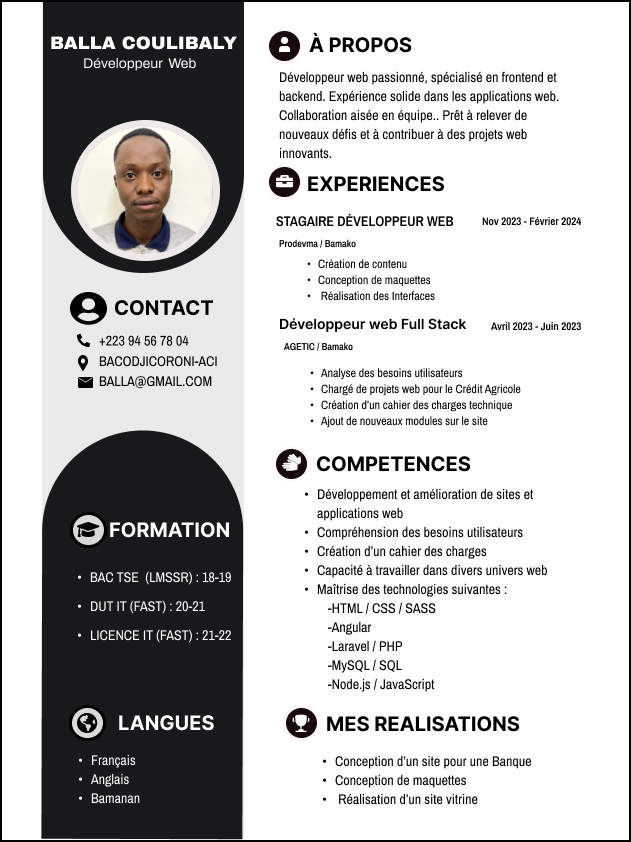 BALLA COULIBALY
Développeur Web
CONTACT
+223 94 56 78 04
BACODJICORONI-ACI
BALLA@GMAIL.COM
FORMATION
• BAC TSE (LMSSR) : 18-19
• DUT IT (FAST) : 20-21
• LICENCE IT (FAST) : 21-22
LANGUES
• Français
• Anglais
• Bamanan
À PROPOS
Développeur web passionné, spécialisé en frontend et
backend. Expérience solide dans les applications web.
Collaboration aisée en équipe.. Prêt à relever de
nouveaux défis et à contribuer à des projets web
innovants.
EXPERIENCES
STAGAIRE DÉVELOPPEUR WEB Nov 2023 - Février 2024
Prodevma / Bamako
• Création de contenu
• Conception de maquettes
• Réalisation des Interfaces
Développeur web Full Stack Avril 2023 - Juin 2023
AGETIC / Bamako
• Analyse des besoins utilisateurs
• Chargé de projets web pour le Crédit Agricole
• Création d'un cahier des charges technique
• Ajout de nouveaux modules sur le site
COMPETENCES
• Développement et amélioration de sites et
applications web
• Compréhension des besoins utilisateurs
• Création d'un cahier des charges
• Capacité à travailler dans divers univers web
• Maîtrise des technologies suivantes :
-HTML / CSS / SASS
-Angular
-Laravel / PHP
-MySQL / SQL
-Node.js / JavaScript
MES REALISATIONS
• Conception d'un site pour une Banque
• Conception de maquettes
• Réalisation d'un site vitrine